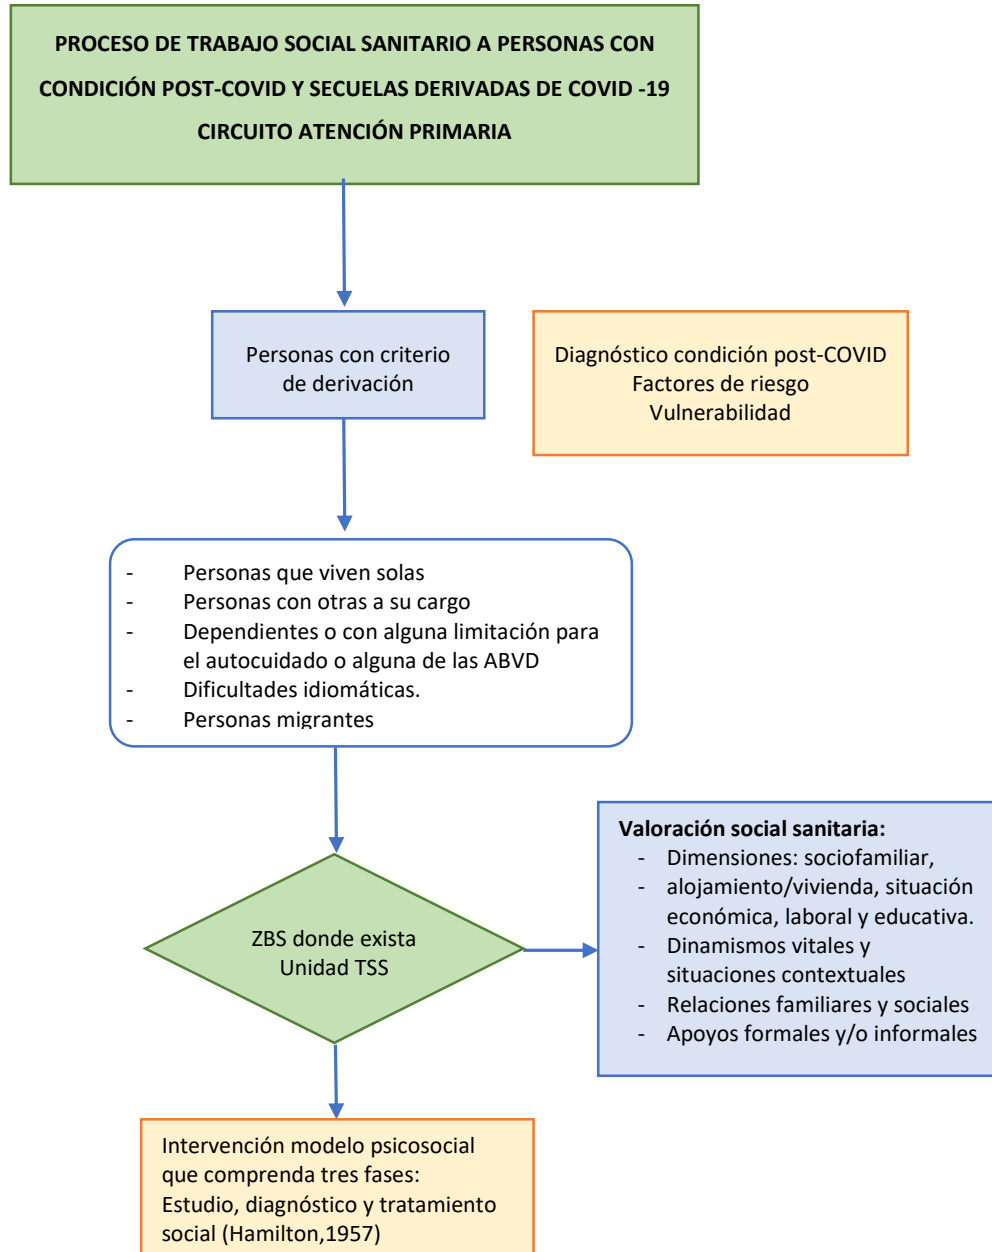 PROCESO DE TRABAJO SOCIAL SANITARIO A PERSONAS CON
CONDICIÓN POST-COVID Y SECUELAS DERIVADAS DE COVID -19
CIRCUITO ATENCIÓN PRIMARIA
Personas con criterio
de derivación
Diagnóstico condición post-COVID
Factores de riesgo
Vulnerabilidad
- Personas que viven solas
- Personas con otras a su cargo
- Dependientes o con alguna limitación para
el autocuidado o alguna de las ABVD
- Dificultades idiomáticas.
- Personas migrantes
ZBS donde exista
Unidad TSS
Valoración social sanitaria:
- Dimensiones: sociofamiliar,
- alojamiento/vivienda, situación
económica, laboral y educativa.
- Dinamismos vitales y
situaciones contextuales
- Relaciones familiares y sociales
- Apoyos formales y/o informales
Intervención modelo psicosocial
que comprenda tres fases:
Estudio, diagnóstico y tratamiento
social (Hamilton,1957)